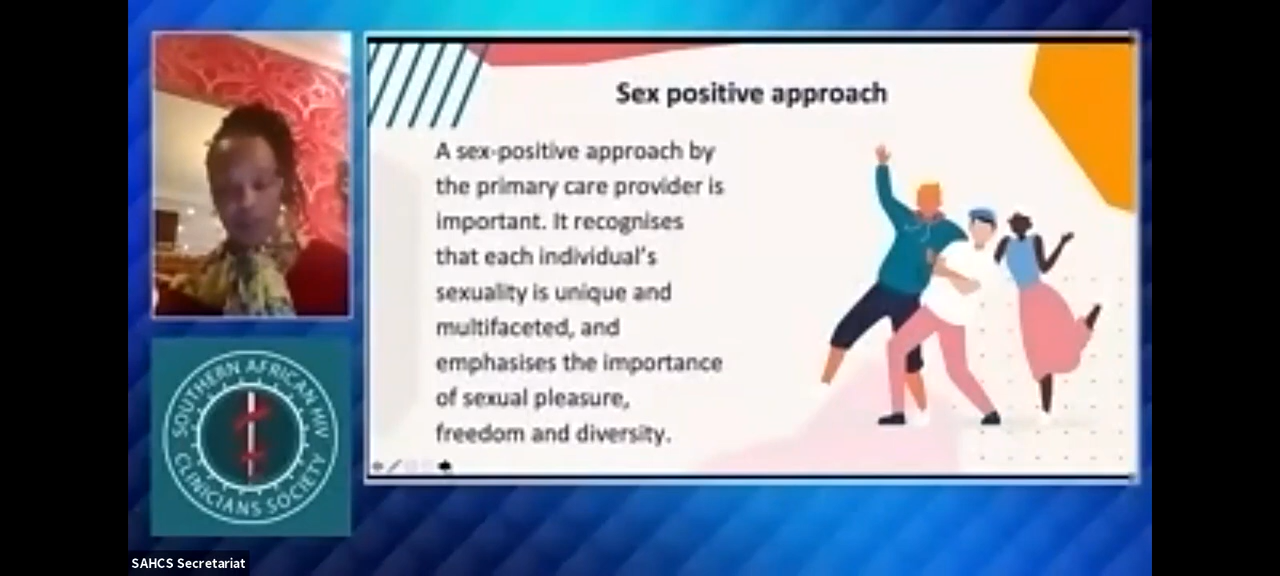 Sex positive approach
A sex-positive approach by
the primary care provider is
important. It recognises
that each individual's
sexuality is unique and
multifaceted, and
emphasises the importance
of sexual pleasure,
freedom and diversity.
SOUTHERN AFRICAN HIV
CLINICIANS SOCIETY
SAHCS Secretariat